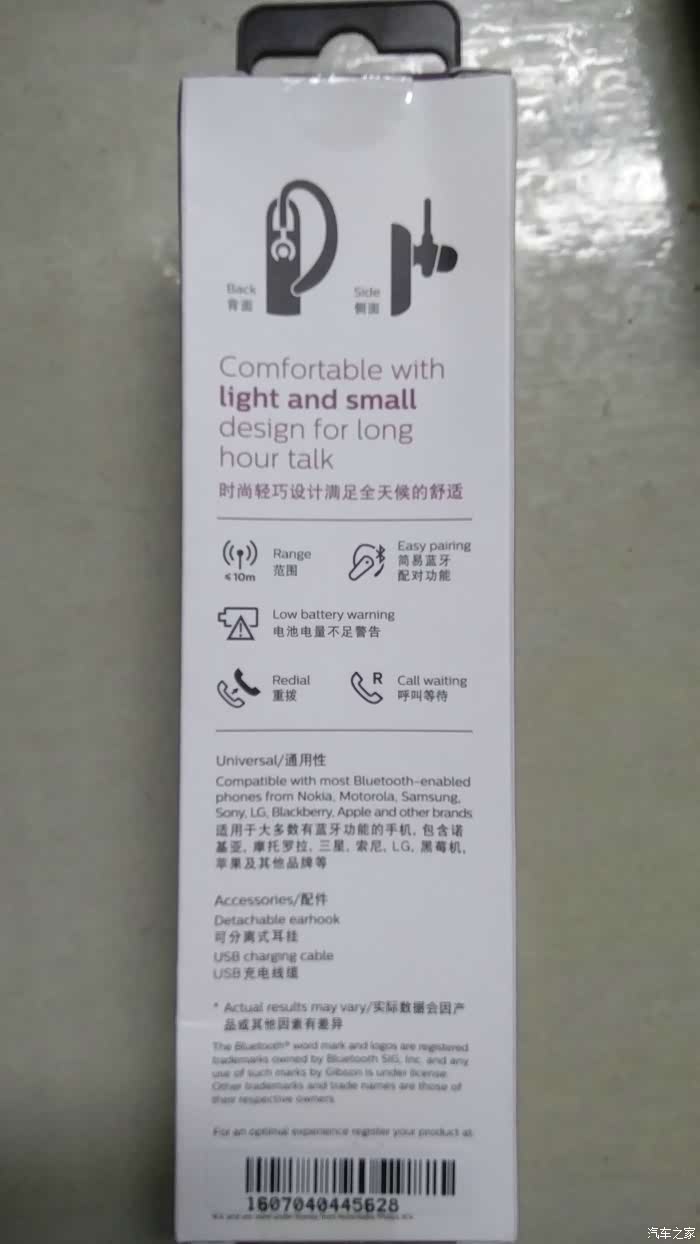 Back
背面
Side
侧面
Comfortable with
light and small
design for long
hour talk
时尚轻巧设计满足全天候的舒适
≤10m
Range
范围
Easy pairing
简易蓝牙
配对功能
Low battery warning
电池电量不足警告
Redial
重拨
R
Call waiting
呼叫等待
Universal/通用性
Compatible with most Bluetooth-enabled
phones from Nokia, Motorola, Samsung,
Sony, LG, Blackberry, Apple and other brands
适用于大多数有蓝牙功能的手机, 包含诺
基亚, 摩托罗拉, 三星, 索尼, LG, 黑莓机,
苹果及其他品牌等
Accessories/配件
Detachable earhook
可分离式耳挂
USB charging cable
USB充电线缆
* Actual results may vary/实际数据会因产
品或其他因素有差异
The Bluetooth® word mark and logos are registered
trademarks owned by Bluetooth SIG, Inc. and any
use of such marks by Gibson is under license.
Other trademarks and trade names are those of
their respective owners.
For an optimal experience register your product at
1607040445628
汽车之家